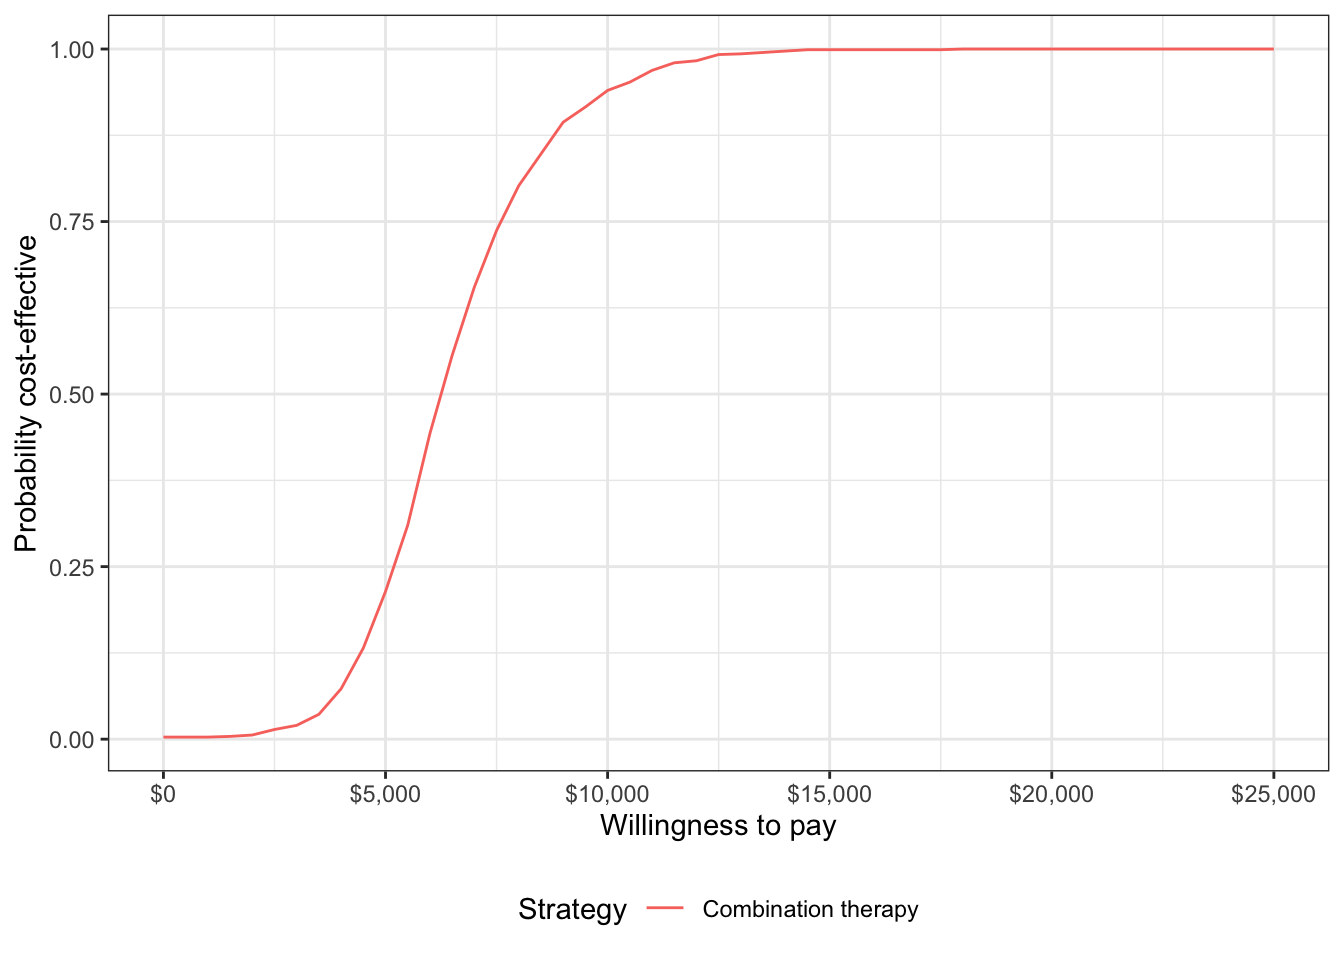 1.00
0.75
0.50
0.25
0.00
Probability cost-effective
$0 $5,000 $10,000 $15,000 $20,000 $25,000
Willingness to pay
Strategy Combination therapy